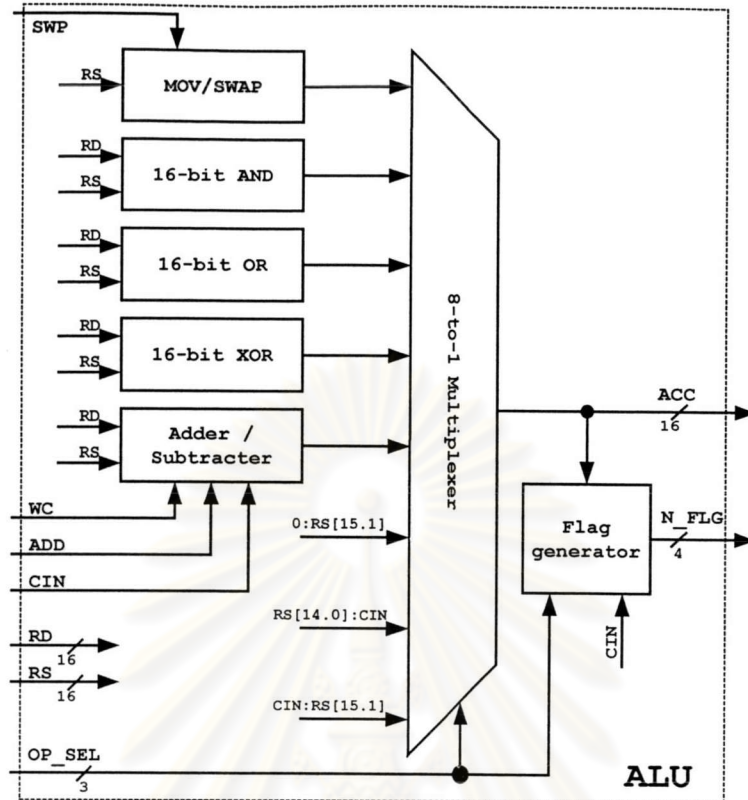 SWP
RS
MOV/SWAP
RD
RS
16-bit AND
RD
RS
16-bit OR
RD
RS
16-bit XOR
RD
RS
Adder /
Subtracter
8-to-1 Multiplexer
ACC
16
WC
ADD
CIN
0:RS[15.1]
Flag
generator
N_FLG
4
RD
16
RS
16
RS[14.0]:CIN
CIN
CIN:RS[15.1]
OP_SEL
3
ALU